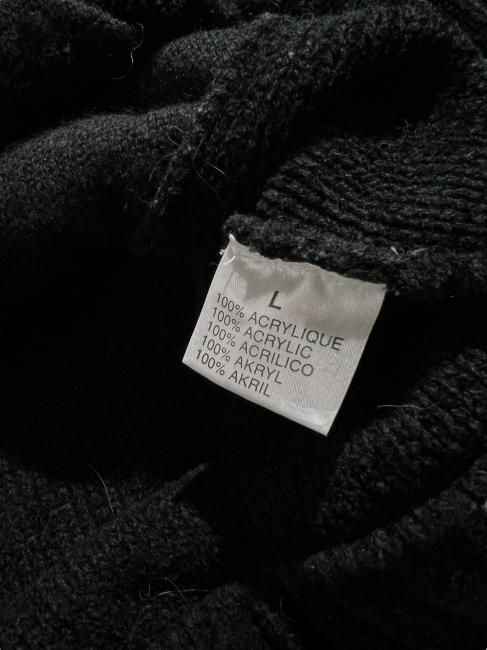 L
100% ACRYLIQUE
100% ACRYLIC
100% ACRILICO
100% AKRYL
100% AKRIL